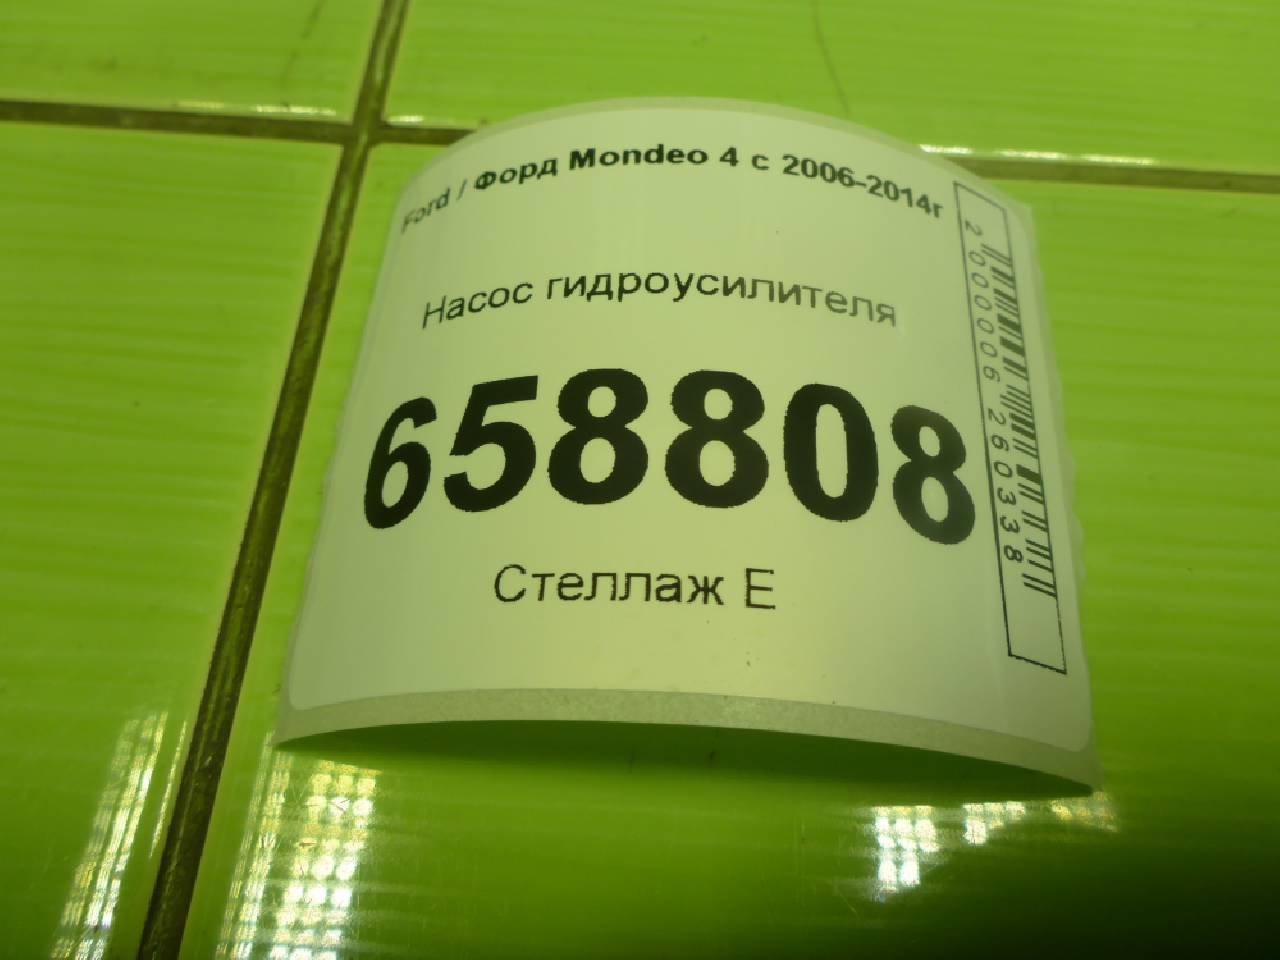 Ford / Форд Mondeo 4 с 2006-2014г
Насос гидроусилителя
658808
Стеллаж Е
2000006260338